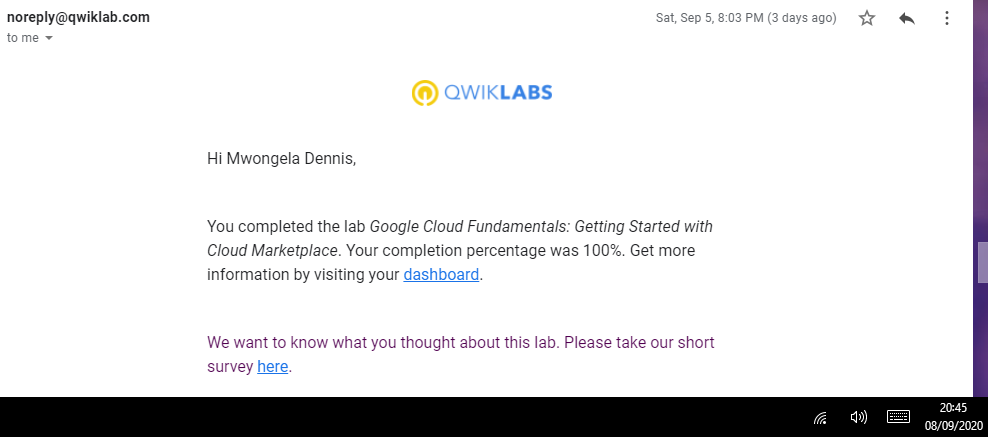 noreply@qwiklab.com
Sat, Sep 5, 8:03 PM (3 days ago)
to me
QWIKLABS
Hi Mwongela Dennis,
You completed the lab Google Cloud Fundamentals: Getting Started with
Cloud Marketplace. Your completion percentage was 100%. Get more
information by visiting your dashboard.
We want to know what you thought about this lab. Please take our short
survey here.
20:45
08/09/2020